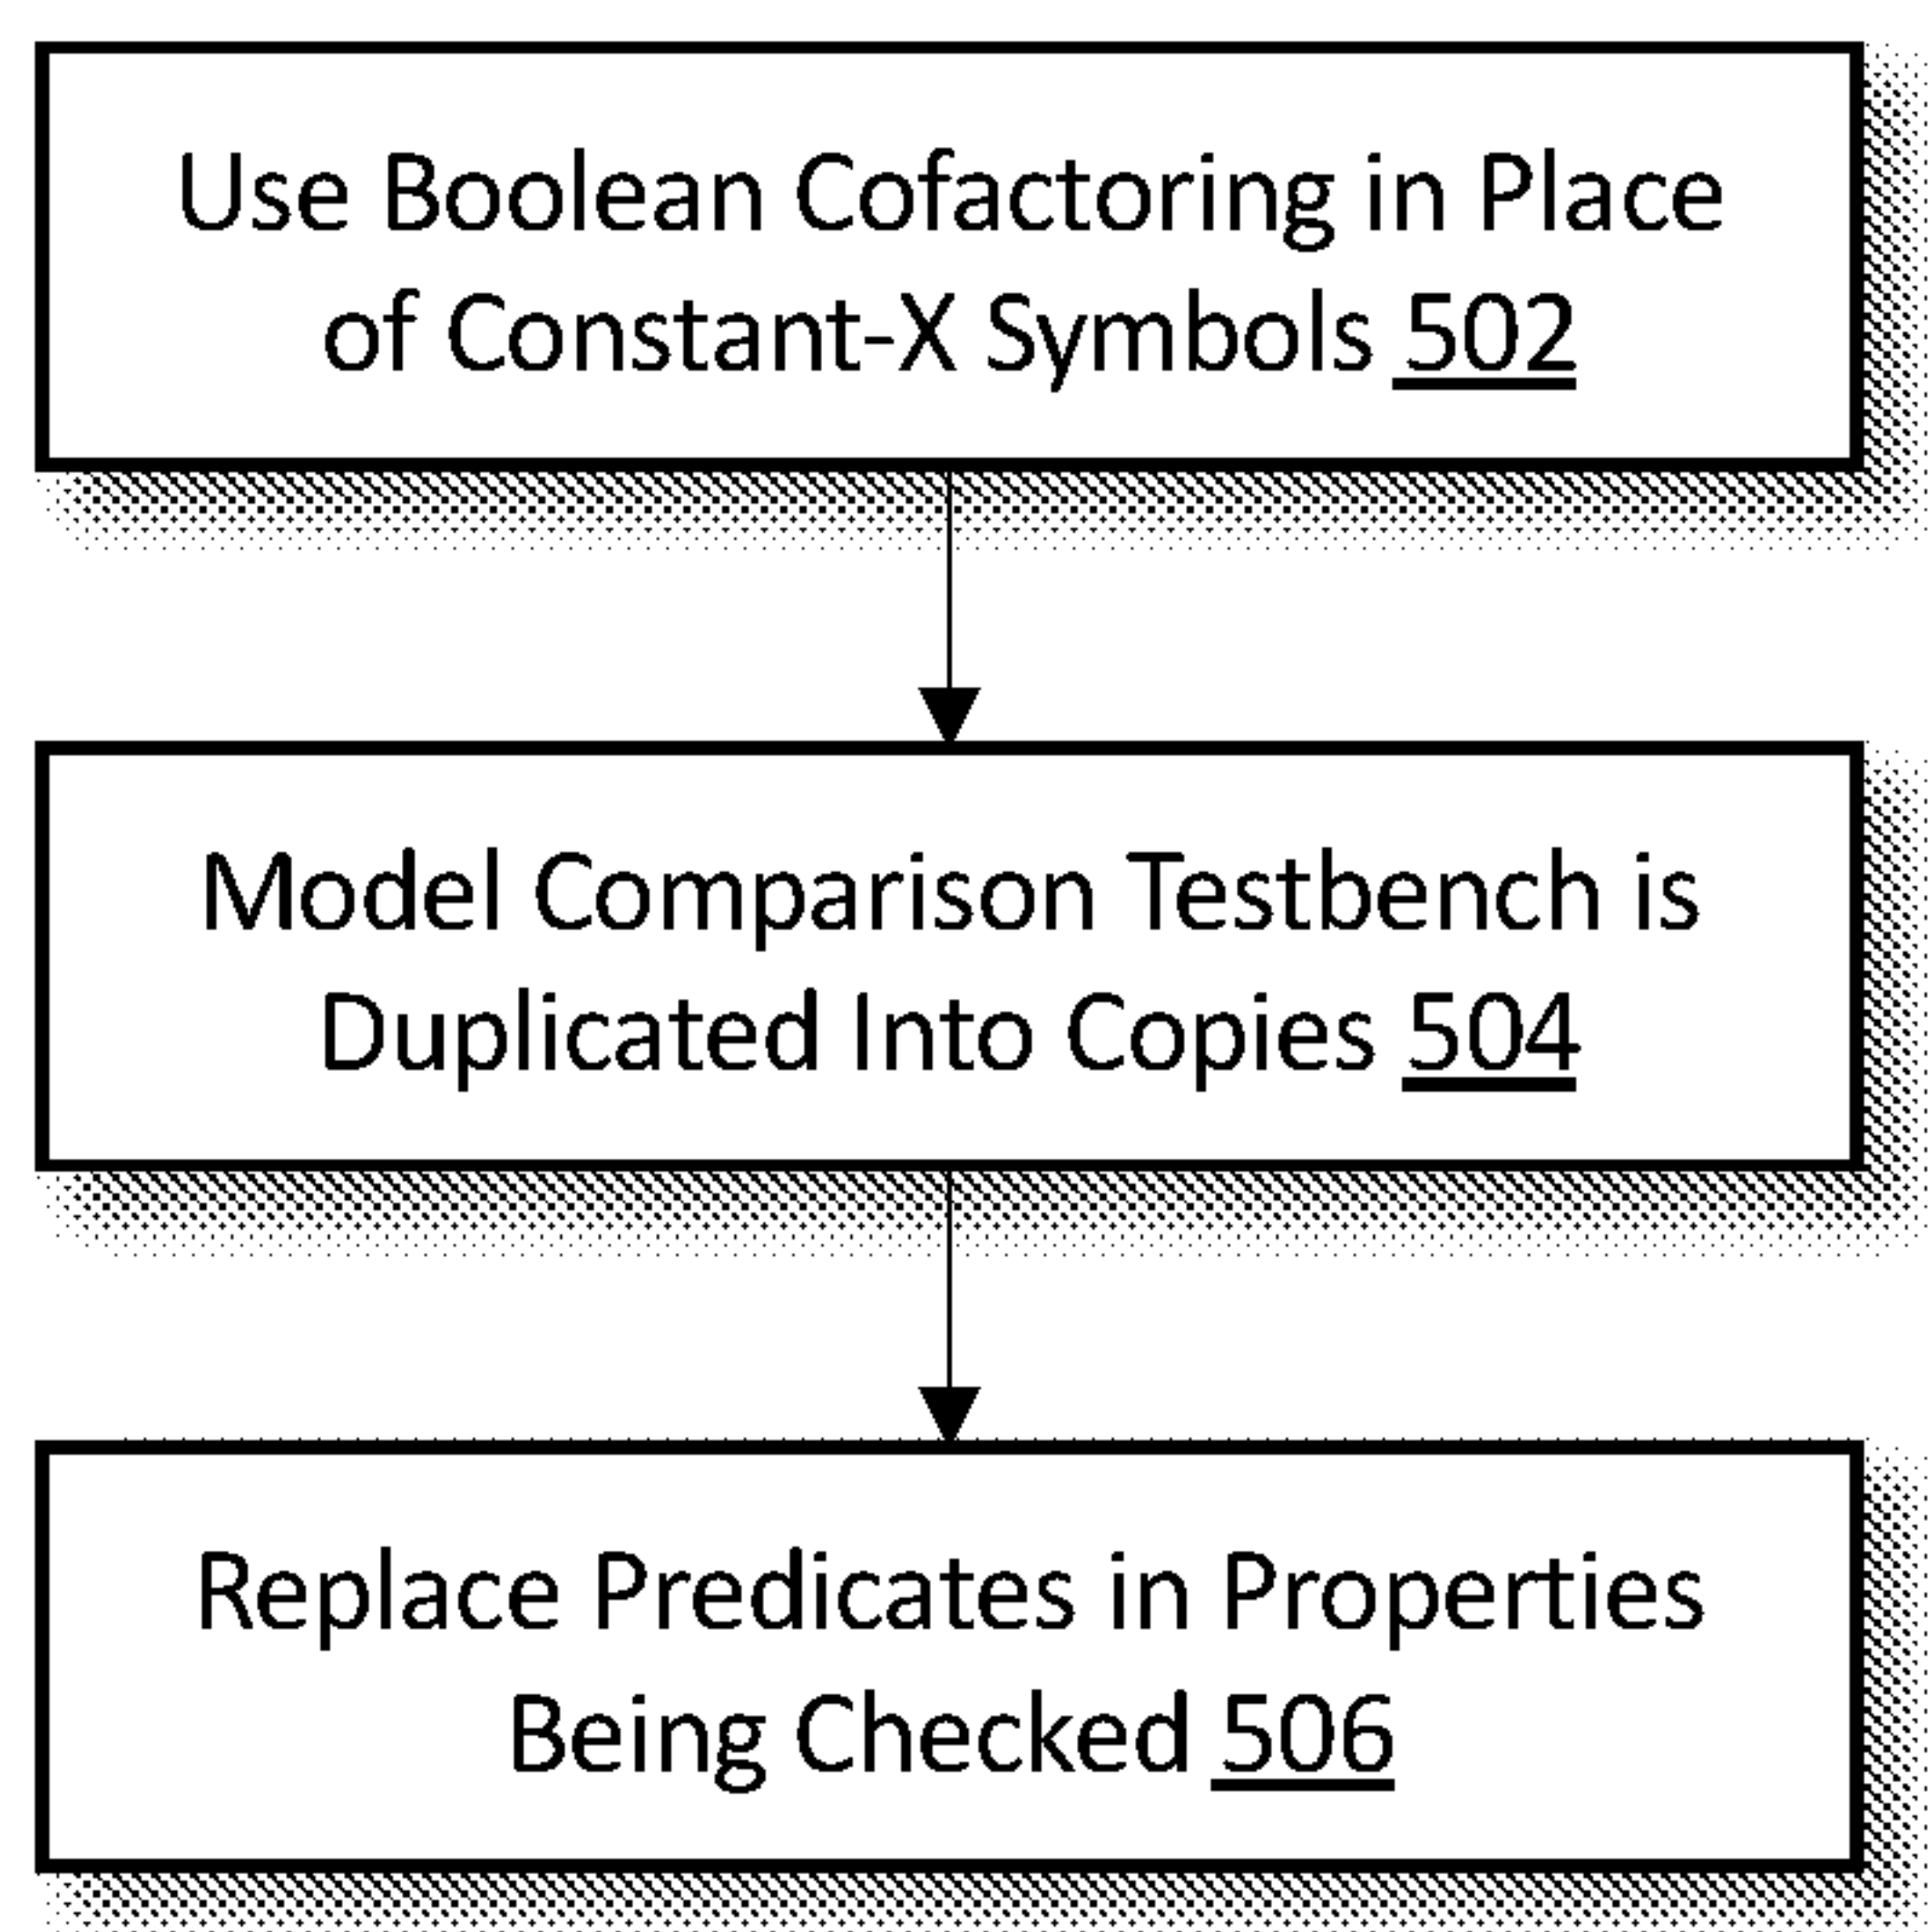 Use Boolean Cofactoring in Place
of Constant-X Symbols 502
Model Comparison Testbench is
Duplicated Into Copies 504
Replace Predicates in Properties
Being Checked 506